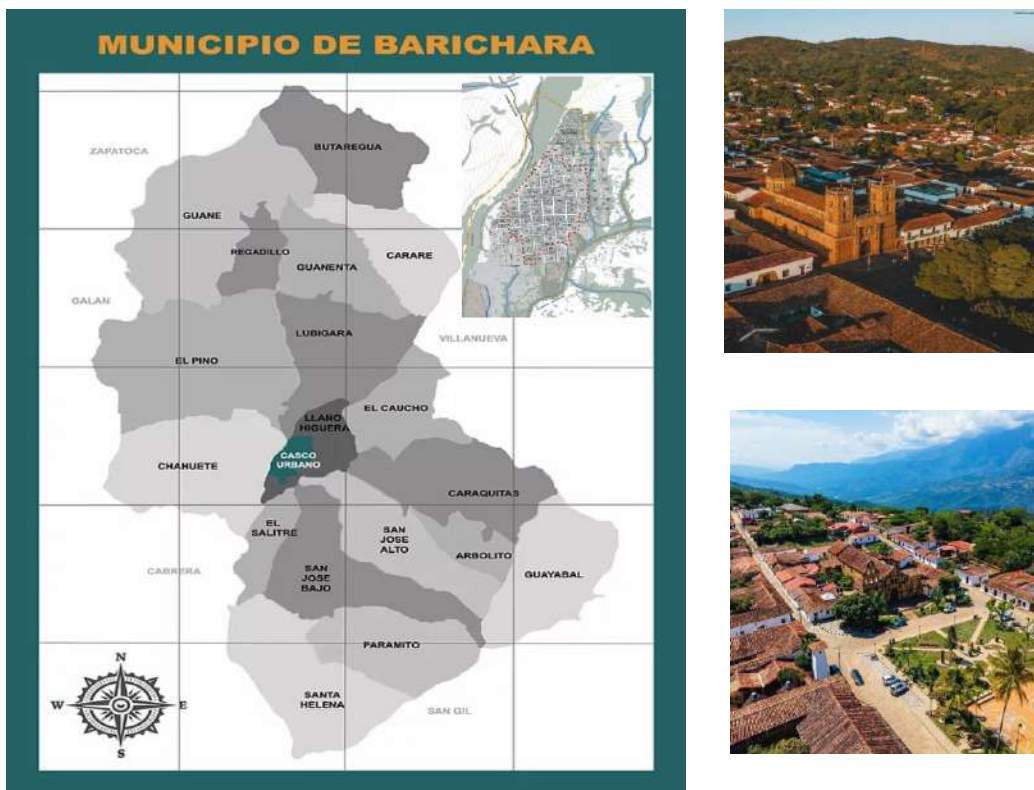 MUNICIPIO DE BARICHARA
BUTAREGUA
ZAPATOCA
GUANE
REGADILLO
GUANENTA
CARARE
GALAN
LUBIGARA
VILLANUEVA
EL PINO
EL CAUCHO
LLANO
HIGUERA
CASCO
URBANO
CHAHUETE
CARAQUITAS
EL
SALITRE
SAN
JOSE
ALTO
ARBOLITO
GUAYABAL
CABRERA
SAN
JOSE
BAJO
PARAMITO
SANTA
HELENA
SAN GIL
N
W
E
S